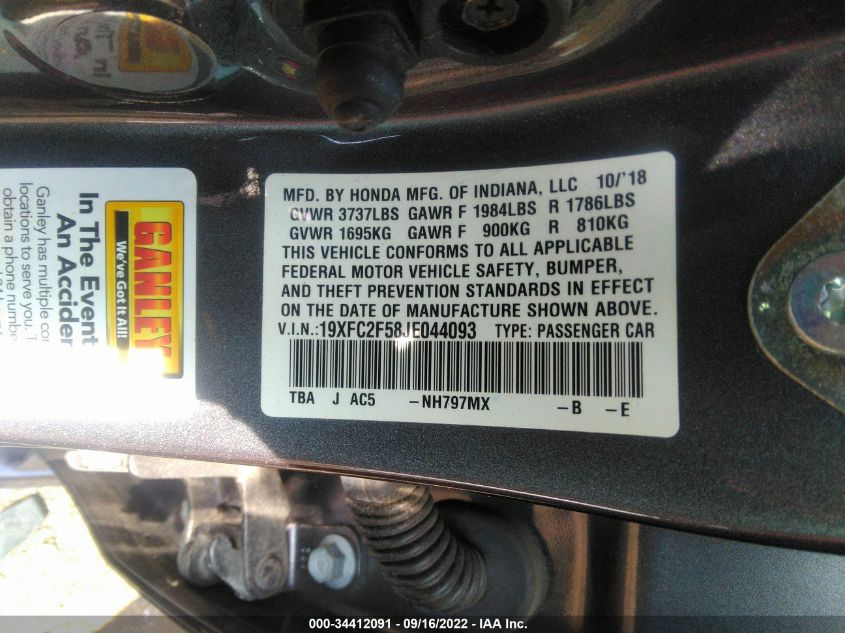 MFD. BY HONDA MFG. OF INDIANA, LLC 10/'18
GVWR 3737LBS GAWR F 1984LBS R 1786LBS
GVWR 1695KG GAWR F 900KG R 810KG
THIS VEHICLE CONFORMS TO ALL APPLICABLE
FEDERAL MOTOR VEHICLE SAFETY, BUMPER,
AND THEFT PREVENTION STANDARDS IN EFFECT
ON THE DATE OF MANUFACTURE SHOWN ABOVE.
V.I.N.:19XFC2F58JE044093 TYPE: PASSENGER CAR
TBA J AC5 -NH797MX -B -E
GANLEY
We've Got It All!
In The Event
An Acciden
Ganley has multiple
locations to serve you.
obtain a phone number
000-34412091 - 09/16/2022 - IAA Inc.